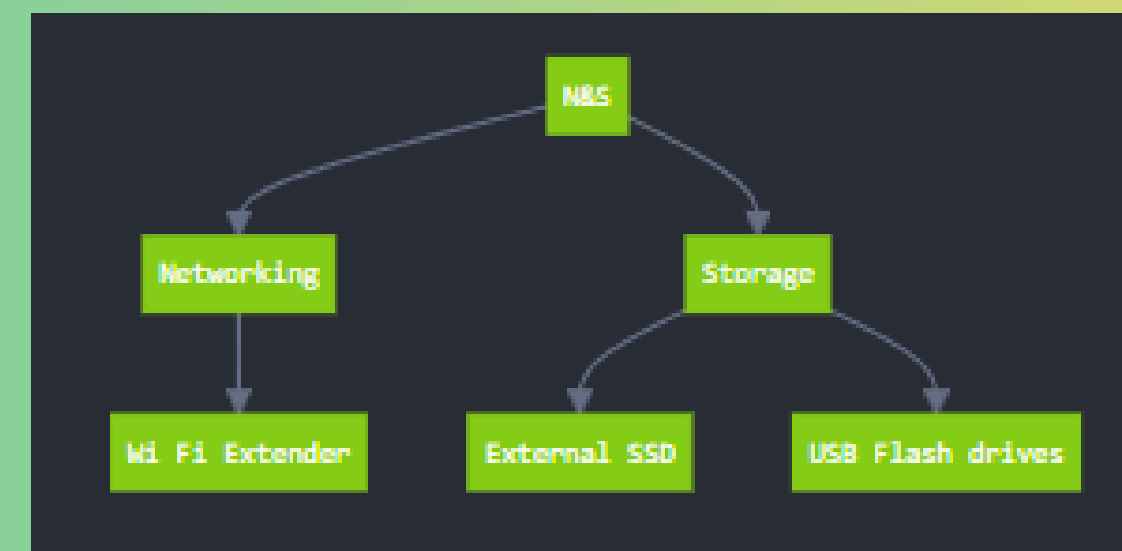 N&S
Networking
Storage
Wi Fi Extender
External SSD
USB Flash drives